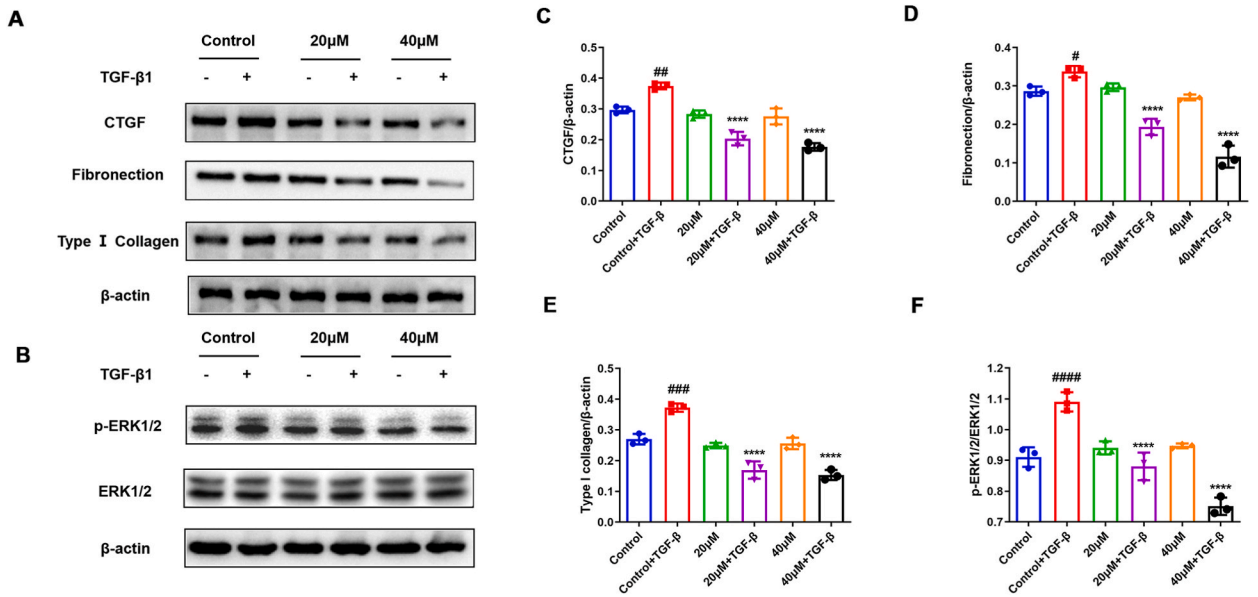 A
Control 20μM 40μM
TGF-β1 - + - + - +
CTGF
Fibronection
Type I Collagen
β-actin
B
Control 20μM 40μM
TGF-β1 - + - + - +
p-ERK1/2
ERK1/2
β-actin
C
CTGF/β-actin
0.5
0.4
0.3
0.2
0.1
0.0
##
****
****
Control
Control+TGF-β
20μM
20μM+TGF-β
40μM
40μM+TGF-β
D
Fibronection/β-actin
0.4
0.3
0.2
0.1
0.0
#
****
****
Control
Control+TGF-β
20μM
20μM+TGF-β
40μM
40μM+TGF-β
E
Type I collagen/β-actin
0.5
0.4
0.3
0.2
0.1
0.0
###
****
****
Control
Control+TGF-β
20μM
20μM+TGF-β
40μM
40μM+TGF-β
F
p-ERK1/2/ERK1/2
1.2
1.1
1.0
0.9
0.8
0.7
####
****
****
Control
Control+TGF-β
20μM
20μM+TGF-β
40μM
40μM+TGF-β